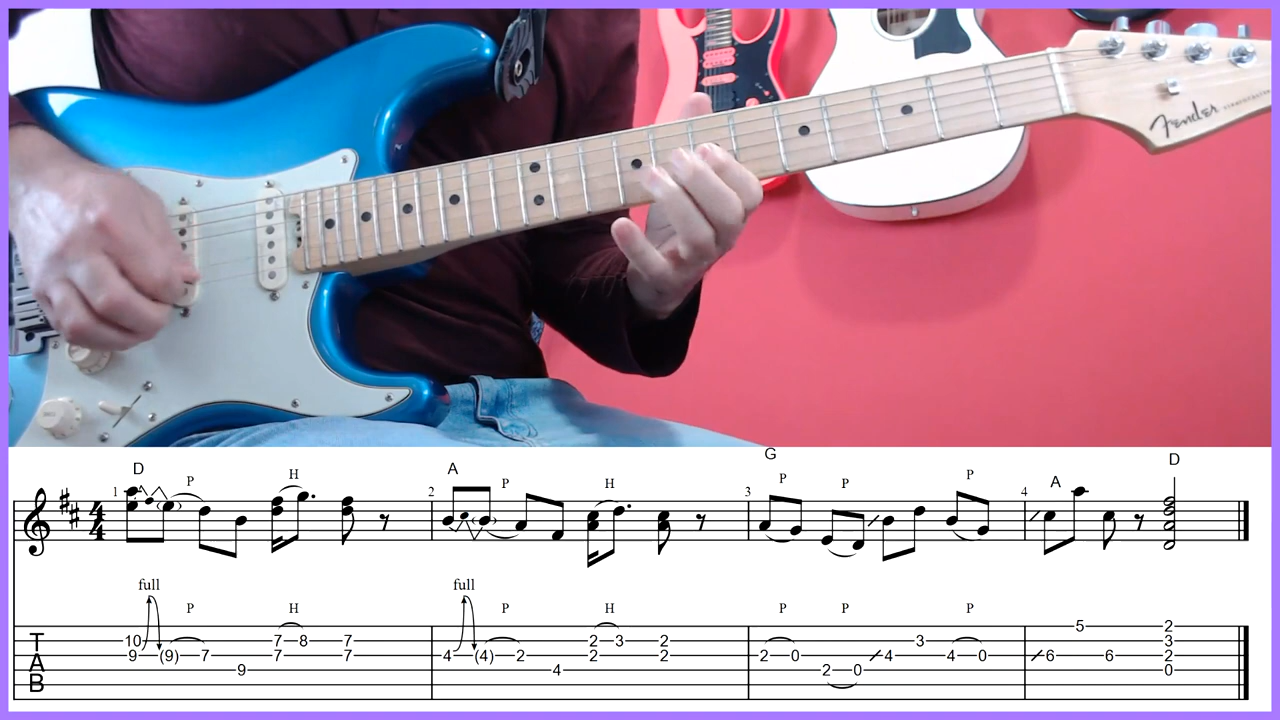 Fender
D A G A D
1 P H 2 P H 3 P P P 4
4
4
full full
P H P H P P P
5 2
T 10 7 8 7 2 3 2 3 3
9 (9) 7 7 7 4 (4) 2 2 2 2 0 4 4 0 6 6 2
A 9 4 2 0 0
B